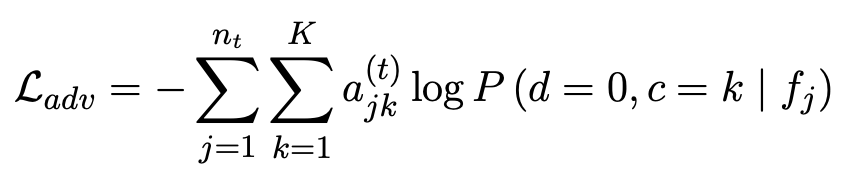 $$\mathcal{L}_{adv} = -\sum_{j=1}^{n_t} \sum_{k=1}^{K} a_{jk}^{(t)} \log P\left(d = 0, c = k \mid f_j\right)$$